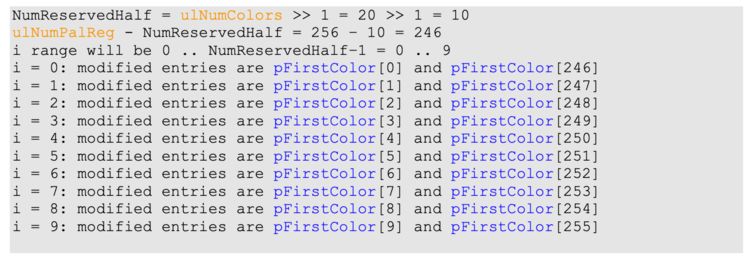 NumReservedHalf = ulNumColors >> 1 = 20 >> 1 = 10
ulNumPalReg - NumReservedHalf = 256 – 10 = 246
i range will be 0 .. NumReservedHalf-1 = 0 .. 9
i = 0: modified entries are pFirstColor[0] and pFirstColor[246]
i = 1: modified entries are pFirstColor[1] and pFirstColor[247]
i = 2: modified entries are pFirstColor[2] and pFirstColor[248]
i = 3: modified entries are pFirstColor[3] and pFirstColor[249]
i = 4: modified entries are pFirstColor[4] and pFirstColor[250]
i = 5: modified entries are pFirstColor[5] and pFirstColor[251]
i = 6: modified entries are pFirstColor[6] and pFirstColor[252]
i = 7: modified entries are pFirstColor[7] and pFirstColor[253]
i = 8: modified entries are pFirstColor[8] and pFirstColor[254]
i = 9: modified entries are pFirstColor[9] and pFirstColor[255]